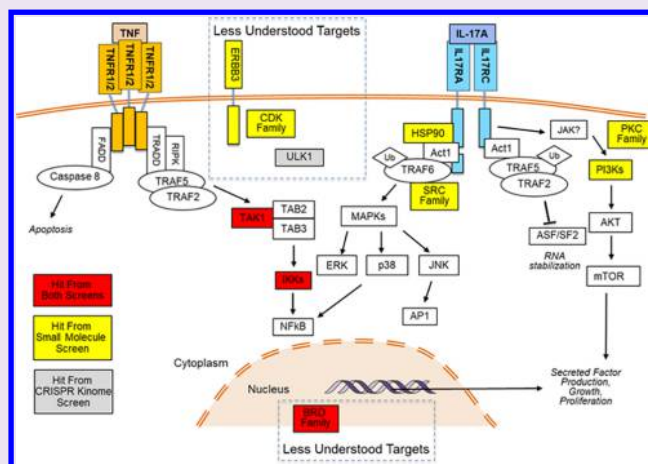 TNF
TNFR1/2
TNFR1/2
TNFR1/2
FADD
TRADD
RIPK
Caspase 8
Apoptosis
TRAF5
TRAF2
Less Understood Targets
ERBB3
CDK
Family
ULK1
IL-17A
IL17RA
IL17RC
HSP90
Act1
Ub
TRAF6
SRC
Family
Act1
Ub
TRAF5
TRAF2
JAK?
PKC
Family
PI3Ks
AKT
mTOR
ASF/SF2
RNA
stabilization
TAK1
TAB2
TAB3
IKKs
NFkB
MAPKs
ERK
p38
JNK
AP1
Hit From
Both Screens
Hit From
Small Molecule
Screen
Hit From
CRISPR Kinome
Screen
Cytoplasm
Nucleus
BRD
Family
Less Understood Targets
Secreted Factor
Production,
Growth,
Proliferation